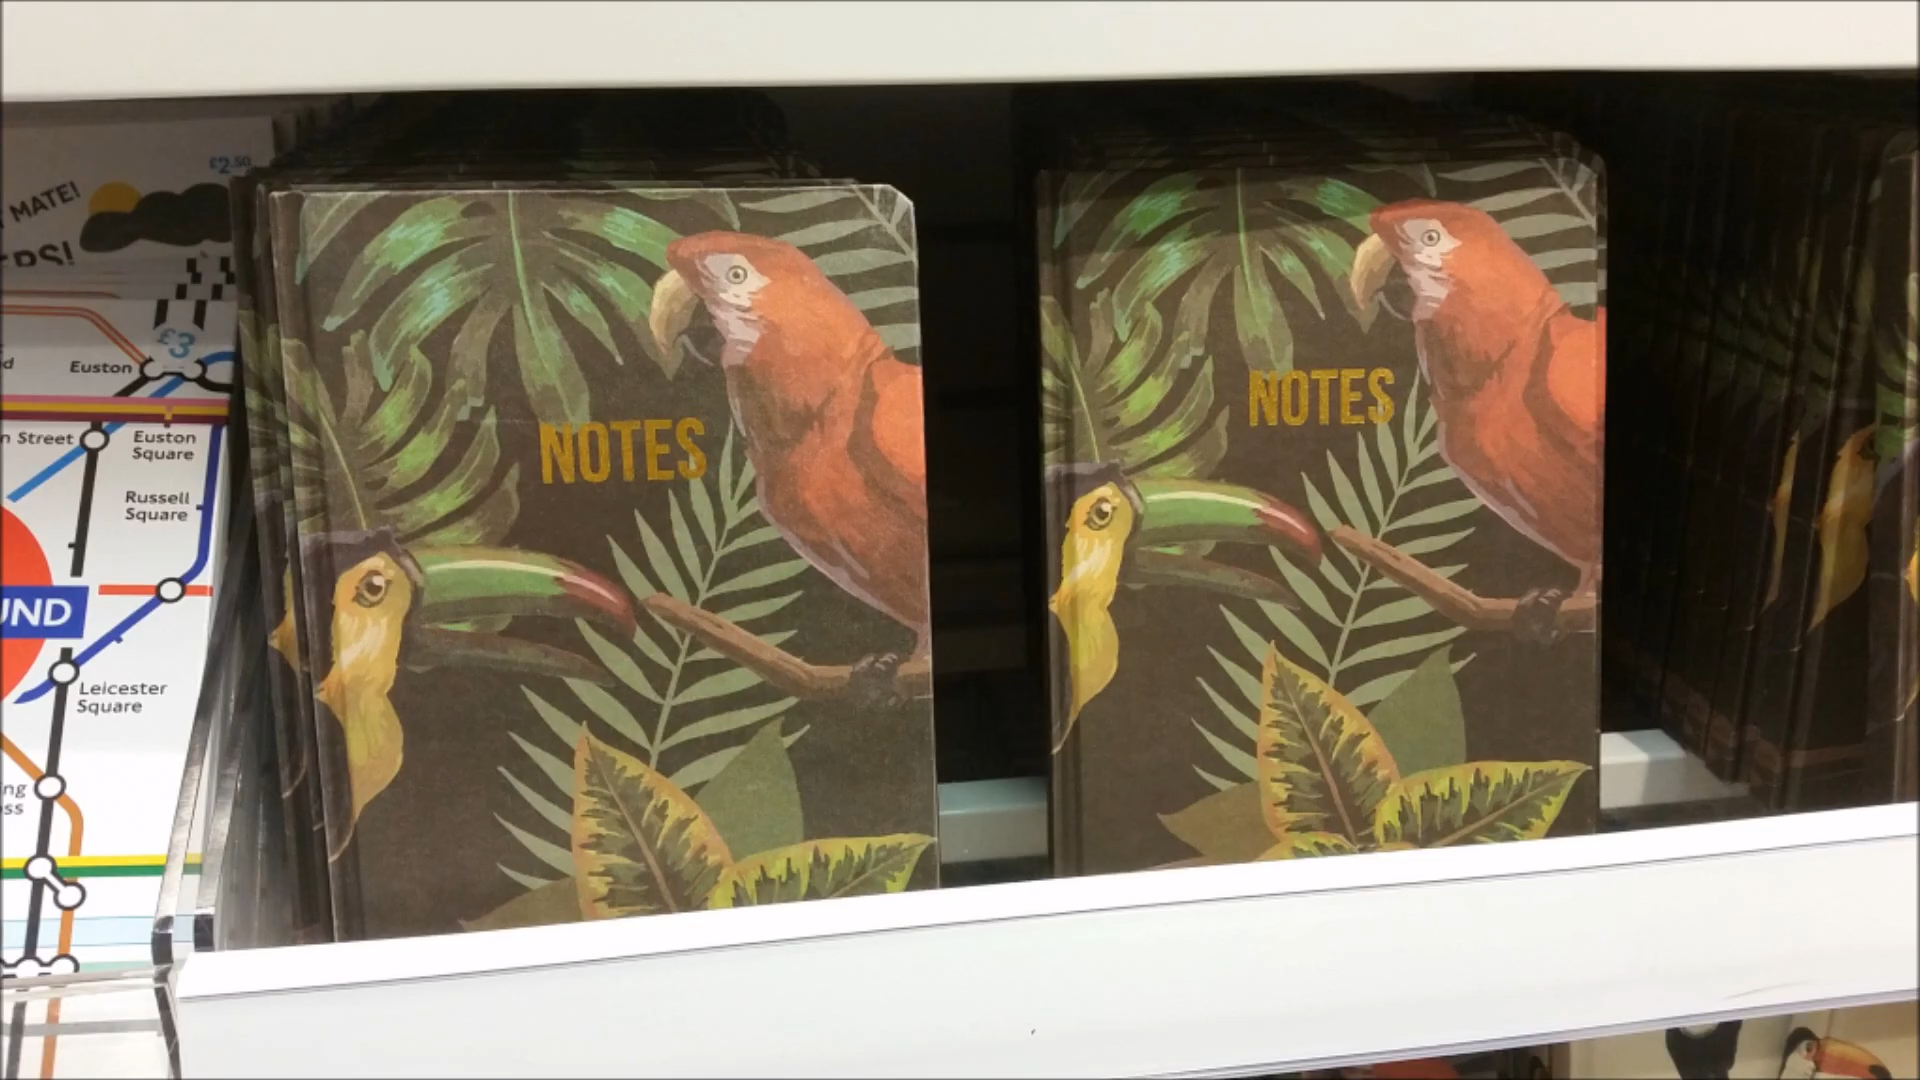 £2.50
MATE!
£3
Euston
Street
Euston
Square
Russell
Square
UND
Leicester
Square
NOTES
NOTES